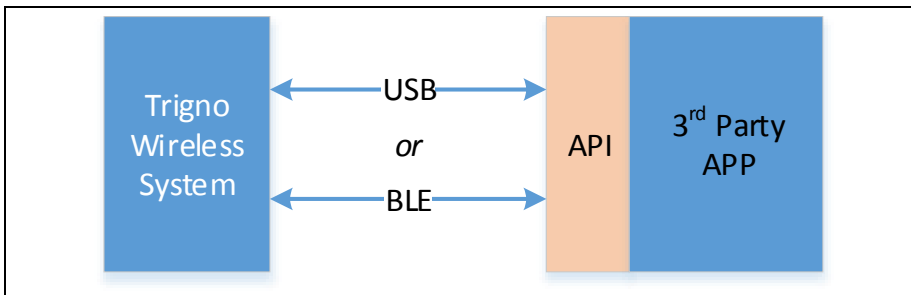 Trigno
Wireless
System
USB
or
BLE
API
3rd Party
APP